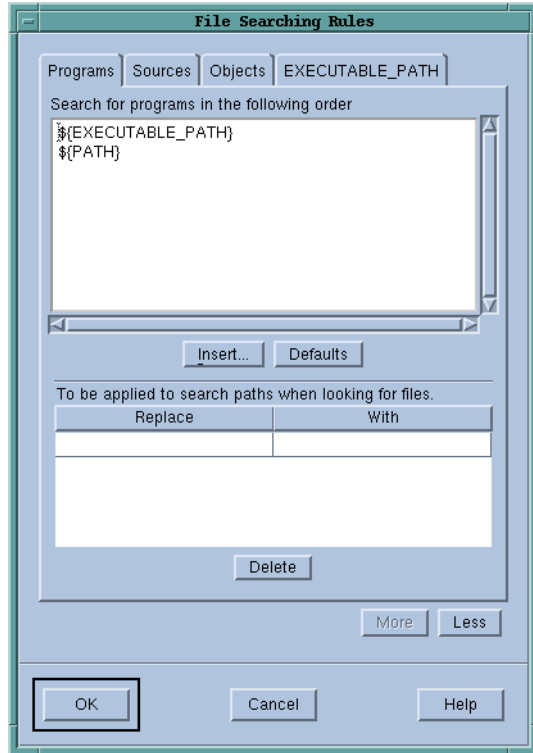 File Searching Rules
Programs Sources Objects EXECUTABLE_PATH
Search for programs in the following order
${EXECUTABLE_PATH}
${PATH}
Insert... Defaults
To be applied to search paths when looking for files.
Replace With
Delete
More Less
OK Cancel Help